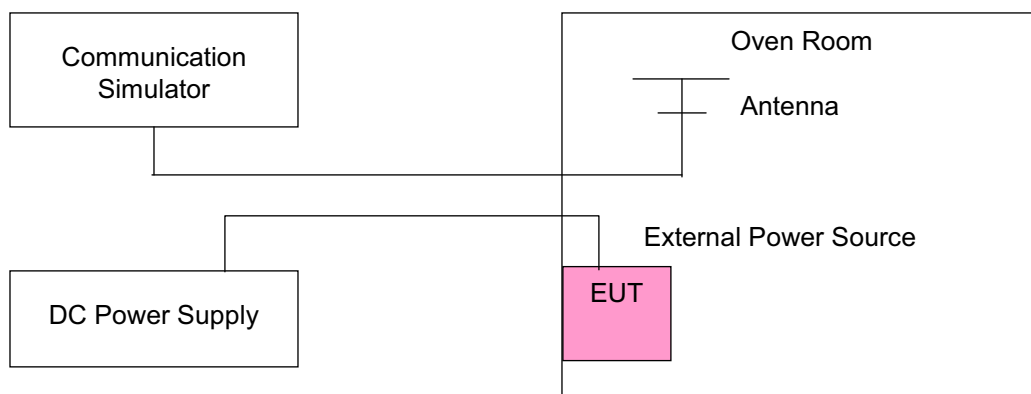 Communication
Simulator
Oven Room
Antenna
External Power Source
DC Power Supply
EUT